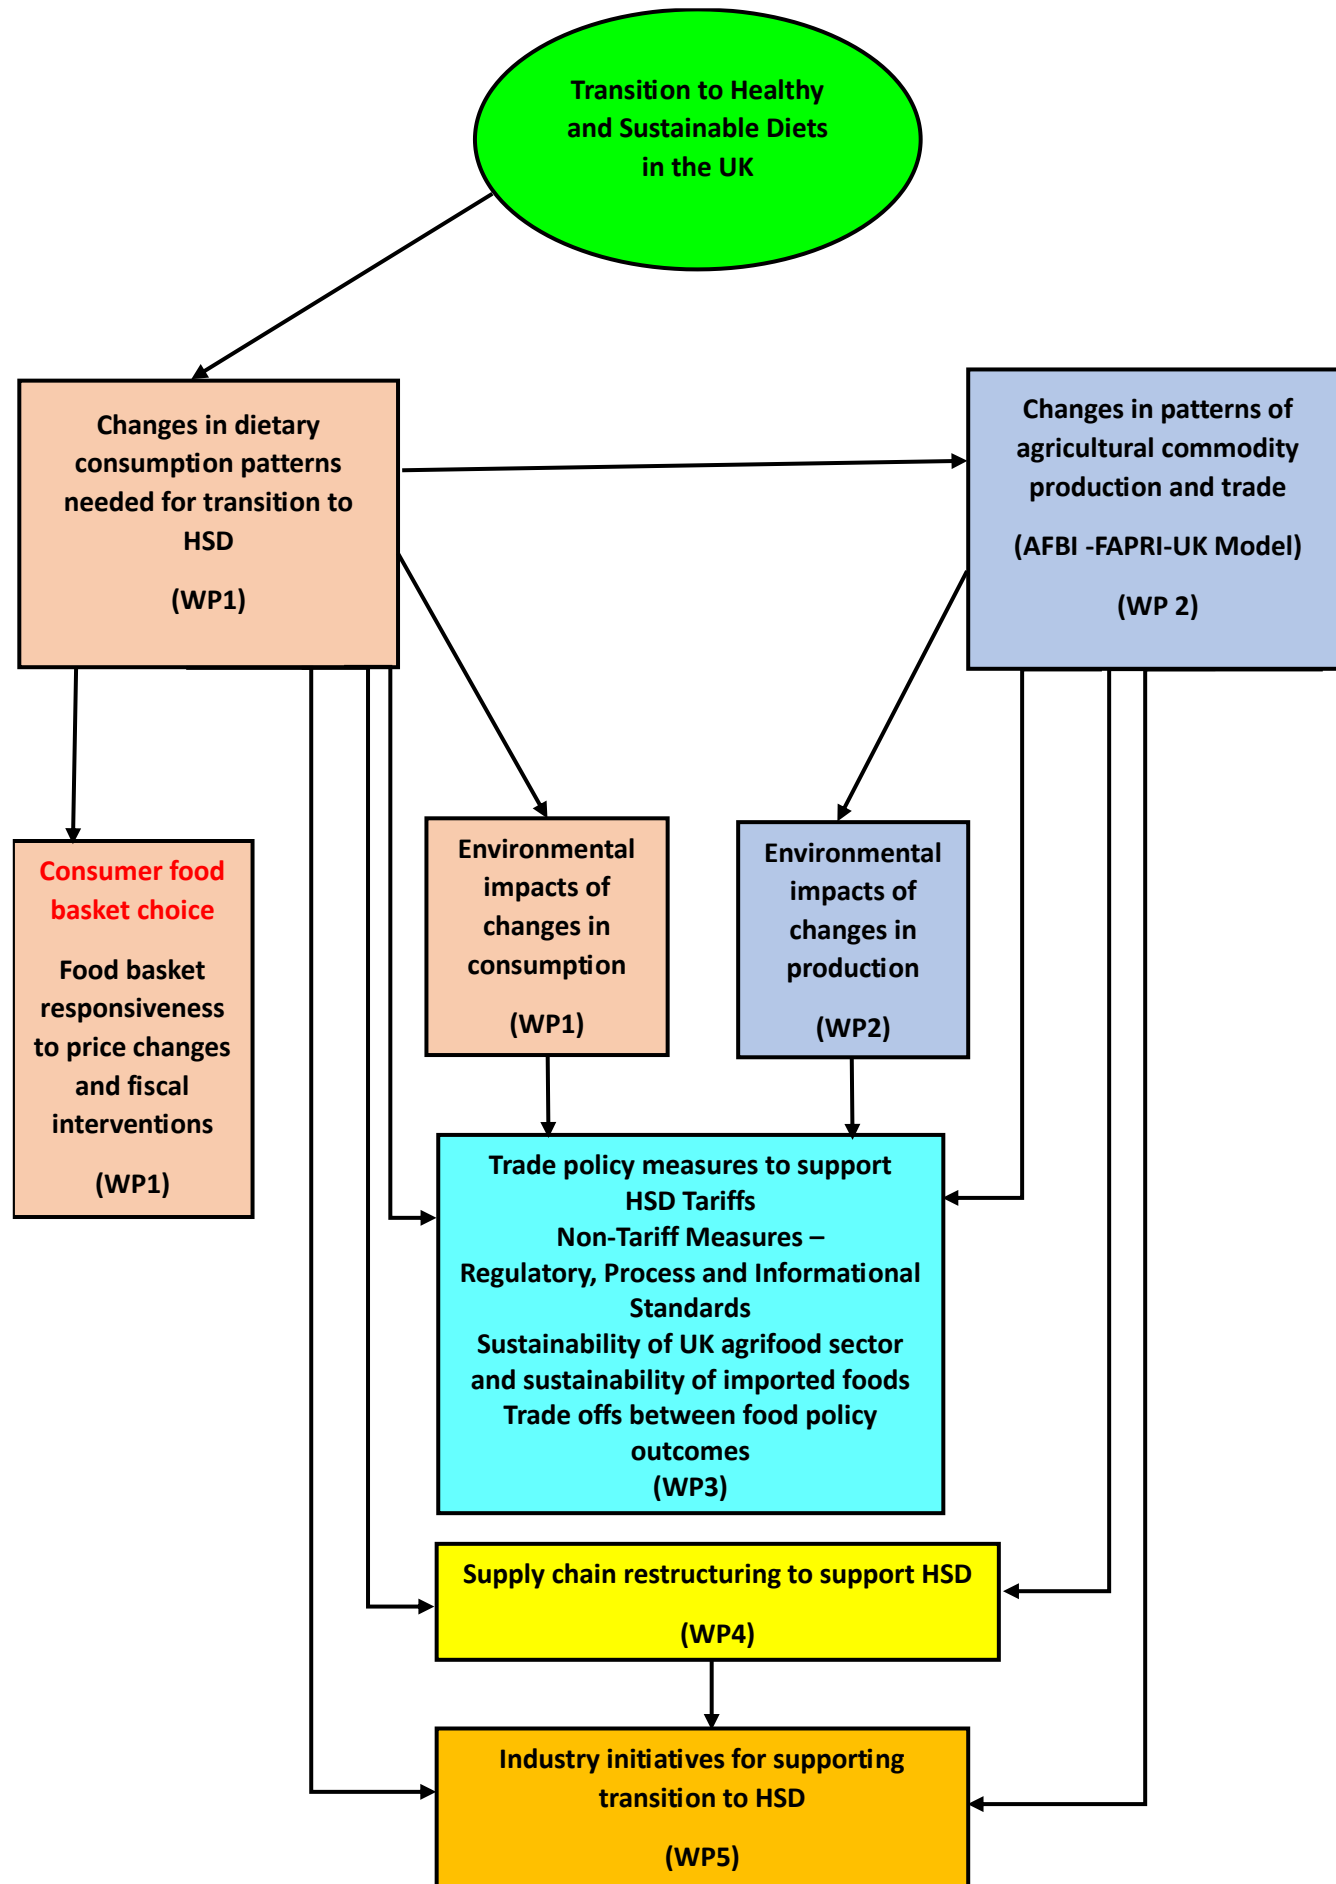 Transition to Healthy
and Sustainable Diets
in the UK
Changes in dietary
consumption patterns
needed for transition to
HSD
(WP1)
Changes in patterns of
agricultural commodity
production and trade
(AFBI -FAPRI-UK Model)
(WP 2)
Consumer food
basket choice
Food basket
responsiveness
to price changes
and fiscal
interventions
(WP1)
Environmental
impacts of
changes in
consumption
(WP1)
Environmental
impacts of
changes in
production
(WP2)
Trade policy measures to support
HSD Tariffs
Non-Tariff Measures –
Regulatory, Process and Informational
Standards
Sustainability of UK agrifood sector
and sustainability of imported foods
Trade offs between food policy
outcomes
(WP3)
Supply chain restructuring to support HSD
(WP4)
Industry initiatives for supporting
transition to HSD
(WP5)